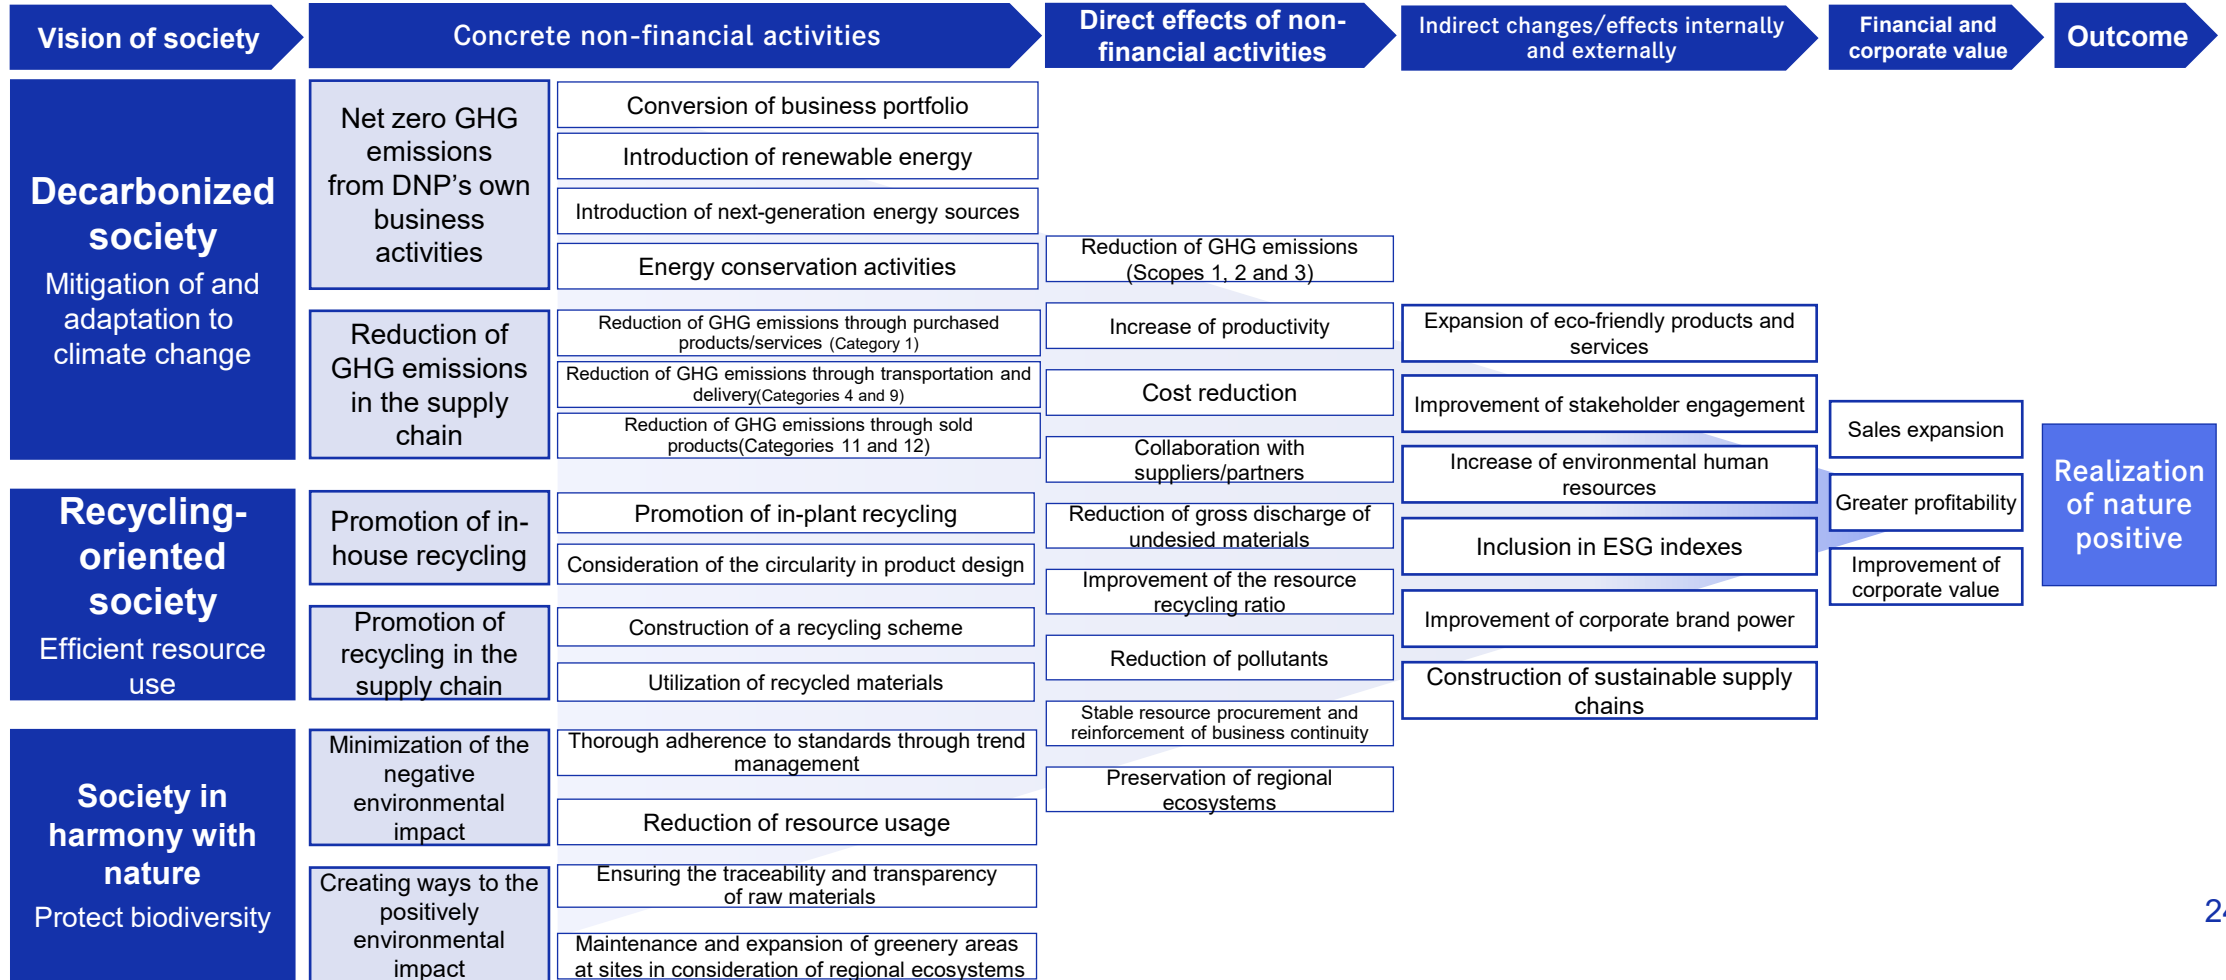 Vision of society
Concrete non-financial activities
Direct effects of non-
financial activities
Indirect changes/effects internally
and externally
Financial and
corporate value
Outcome
Decarbonized
society
Mitigation of and
adaptation to
climate change
Net zero GHG
emissions
from DNP’s own
business
activities
Conversion of business portfolio
Introduction of renewable energy
Introduction of next-generation energy sources
Energy conservation activities
Reduction of
GHG emissions
in the supply
chain
Reduction of GHG emissions through purchased
products/services (Category 1)
Reduction of GHG emissions through transportation and
delivery(Categories 4 and 9)
Reduction of GHG emissions through sold
products(Categories 11 and 12)
Recycling-
oriented
society
Efficient resource
use
Promotion of in-
house recycling
Promotion of in-plant recycling
Consideration of the circularity in product design
Promotion of
recycling in the
supply chain
Construction of a recycling scheme
Utilization of recycled materials
Society in
harmony with
nature
Protect biodiversity
Minimization of the
negative
environmental
impact
Thorough adherence to standards through trend
management
Reduction of resource usage
Creating ways to the
positively
environmental
impact
Ensuring the traceability and transparency
of raw materials
Maintenance and expansion of greenery areas
at sites in consideration of regional ecosystems
Reduction of GHG emissions
(Scopes 1, 2 and 3)
Increase of productivity
Cost reduction
Collaboration with
suppliers/partners
Reduction of gross discharge of
undesied materials
Improvement of the resource
recycling ratio
Reduction of pollutants
Stable resource procurement and
reinforcement of business continuity
Preservation of regional
ecosystems
Expansion of eco-friendly products and
services
Improvement of stakeholder engagement
Increase of environmental human
resources
Inclusion in ESG indexes
Improvement of corporate brand power
Construction of sustainable supply
chains
Sales expansion
Greater profitability
Improvement of
corporate value
Realization
of nature
positive
24